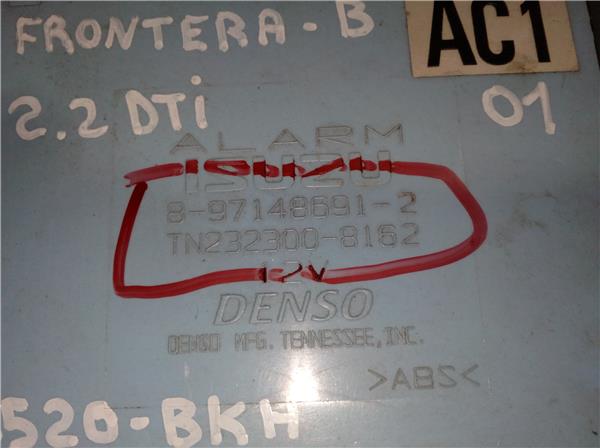 FRONTERA-B
AC1
2.2 DTi
01
ALARM
ISUZU
8-97148691-2
TN232300-8162
12V
DENSO
DENSO MFG. TENNESSEE, INC.
>ABS<
520-BKH